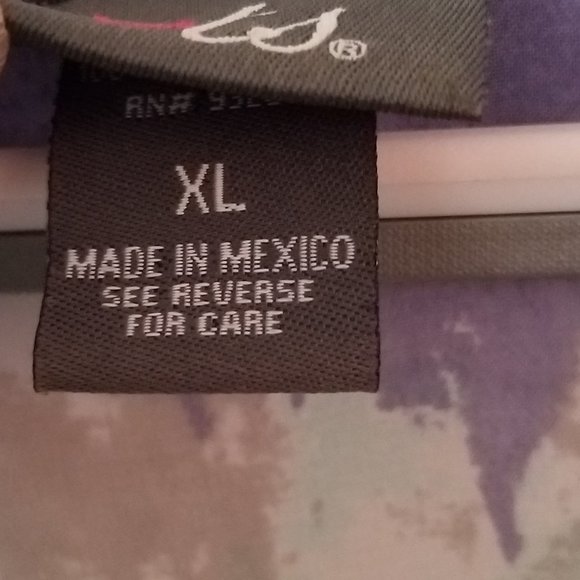 ®
RN#
XL
MADE IN MEXICO
SEE REVERSE
FOR CARE